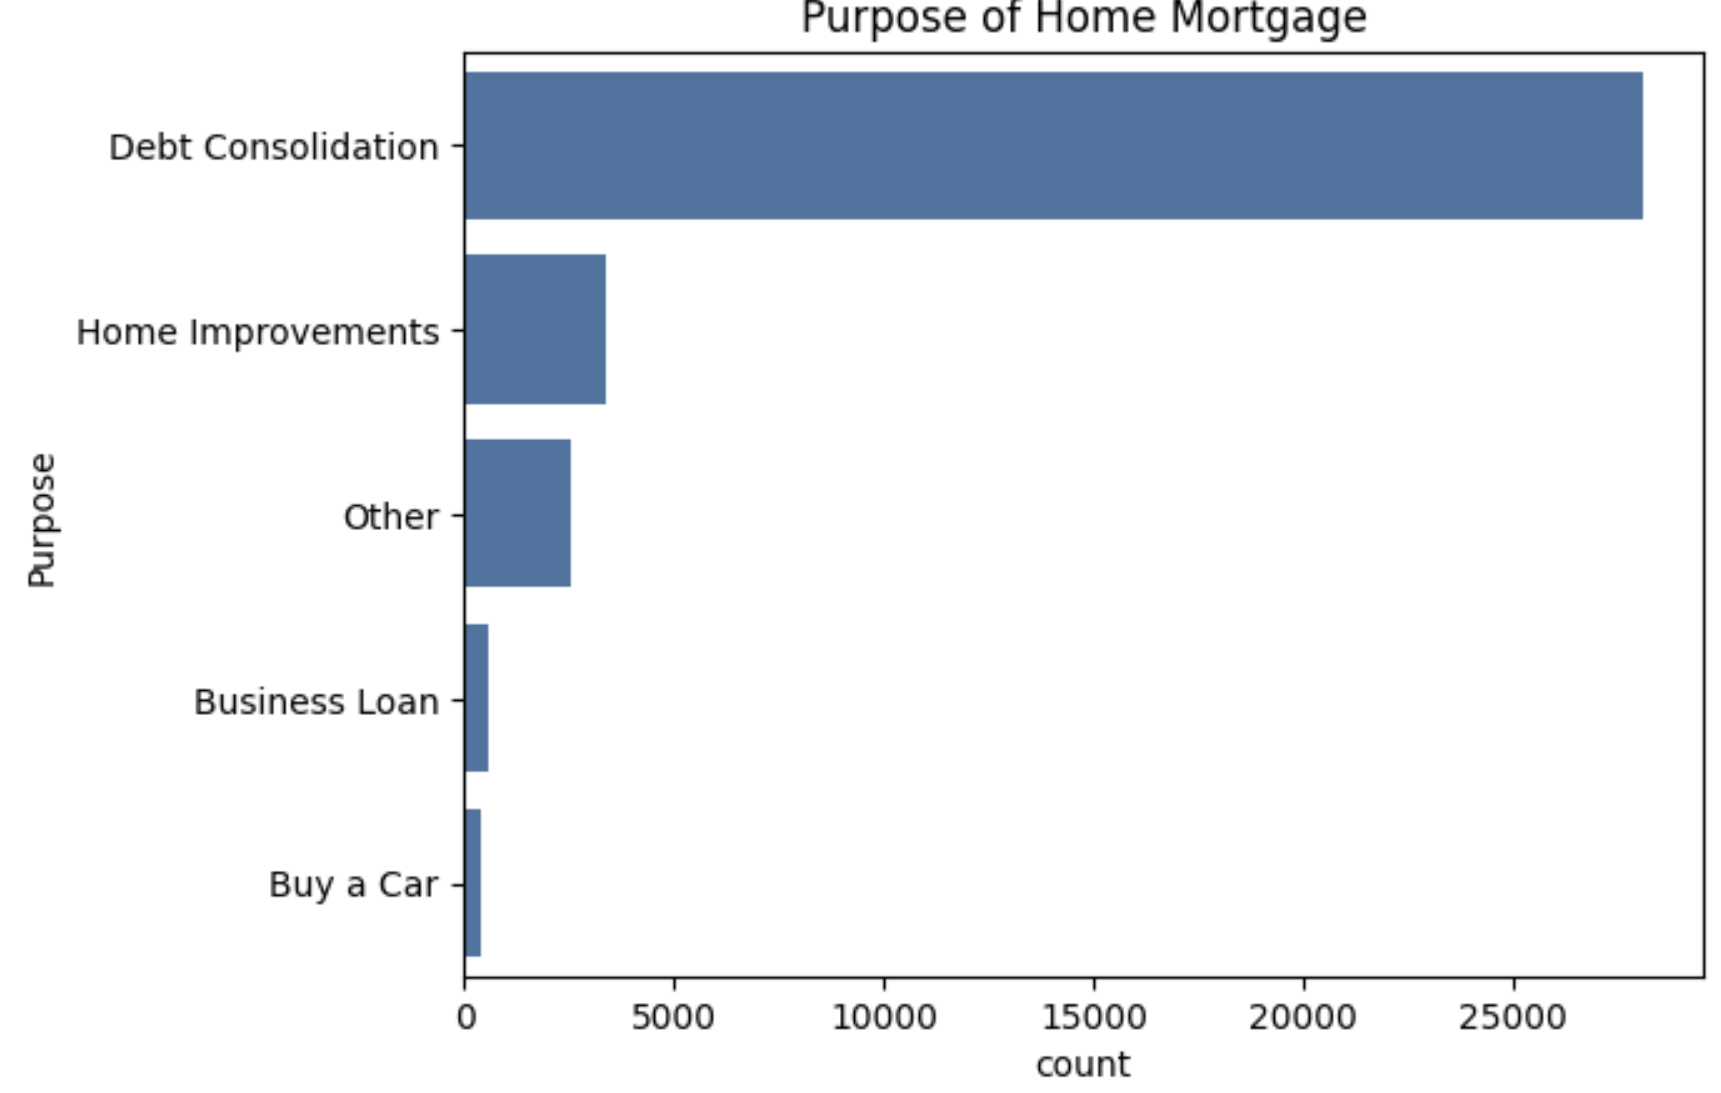 Purpose of Home Mortgage
Debt Consolidation
Home Improvements
Other
Business Loan
Buy a Car
Purpose
0 5000 10000 15000 20000 25000
count